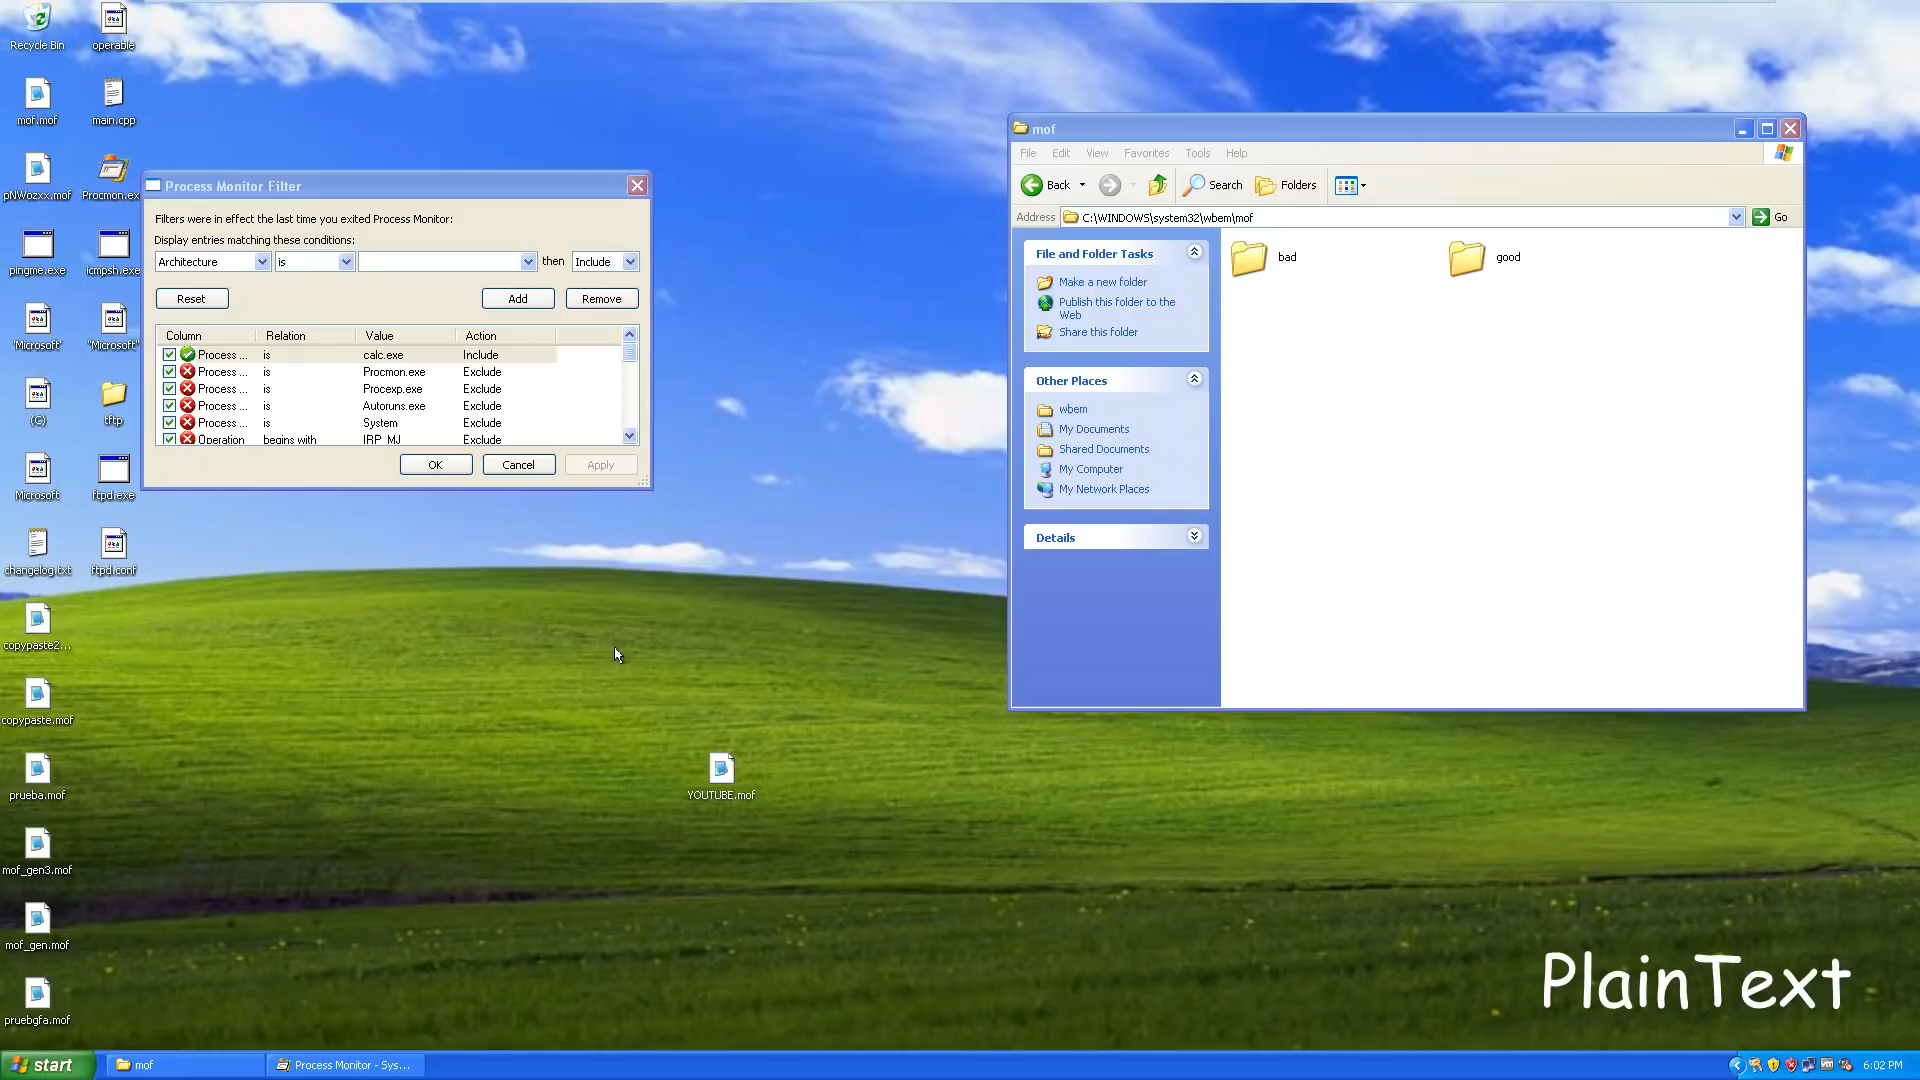 Recycle Bin
operable
mof.mof
main.cpp
pNWozxx.mof
Procmon.ex
pingme.exe
icmpsh.exe
'Microsoft'
"Microsoft"
(C)
tftp
Microsoft
ftpd.exe
changelog.txt
ftpd.conf
copypaste2...
copypaste.mof
prueba.mof
mof_gen3.mof
mof_gen.mof
pruebgfa.mof
YOUTUBE.mof
Process Monitor Filter
Filters were in effect the last time you exited Process Monitor:
Display entries matching these conditions:
Architecture is then Include
Reset Add Remove
Column Relation Value Action
Process ... is calc.exe Include
Process ... is Procmon.exe Exclude
Process ... is Procexp.exe Exclude
Process ... is Autoruns.exe Exclude
Process ... is System Exclude
Operation begins with IRP_MJ Exclude
OK Cancel Apply
mof
File Edit View Favorites Tools Help
Back Search Folders
Address C:\WINDOWS\system32\wbem\mof Go
File and Folder Tasks
Make a new folder
Publish this folder to the
Web
Share this folder
Other Places
wbem
My Documents
Shared Documents
My Computer
My Network Places
Details
bad
good
PlainText
start mof Process Monitor - Sys... 6:02 PM